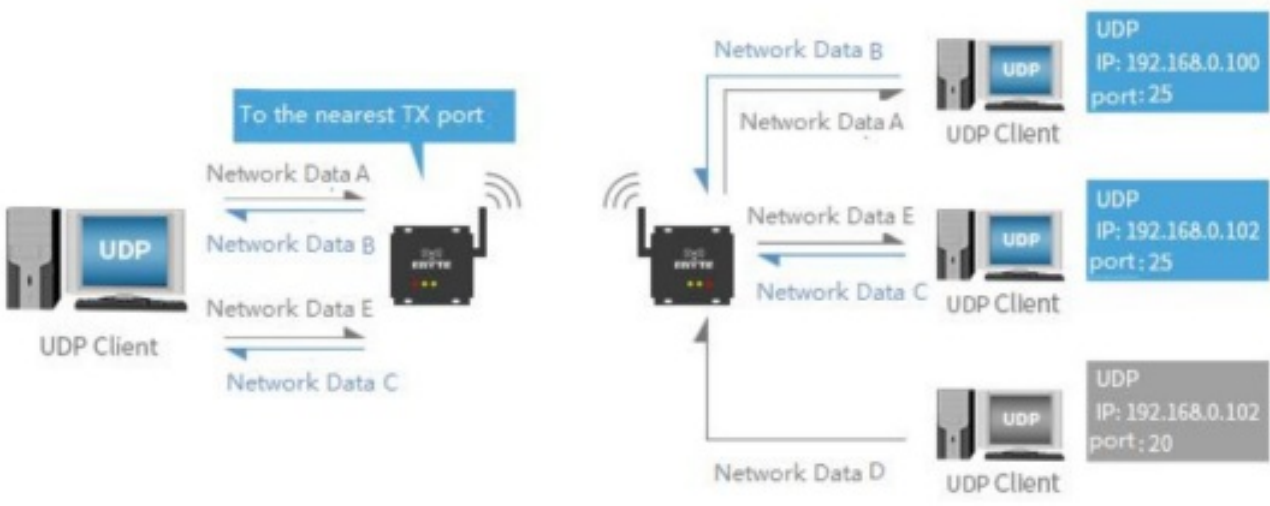 Network Data B
UDP
IP: 192.168.0.100
port: 25
UDP
UDP Client
To the nearest TX port
Network Data A
Network Data A
Network Data B
UDP
UDP Client
EBYTE
Network Data E
Network Data C
EBYTE
Network Data E
Network Data C
UDP
UDP Client
UDP
IP: 192.168.0.102
port: 25
Network Data D
UDP
UDP Client
UDP
IP: 192.168.0.102
port: 20